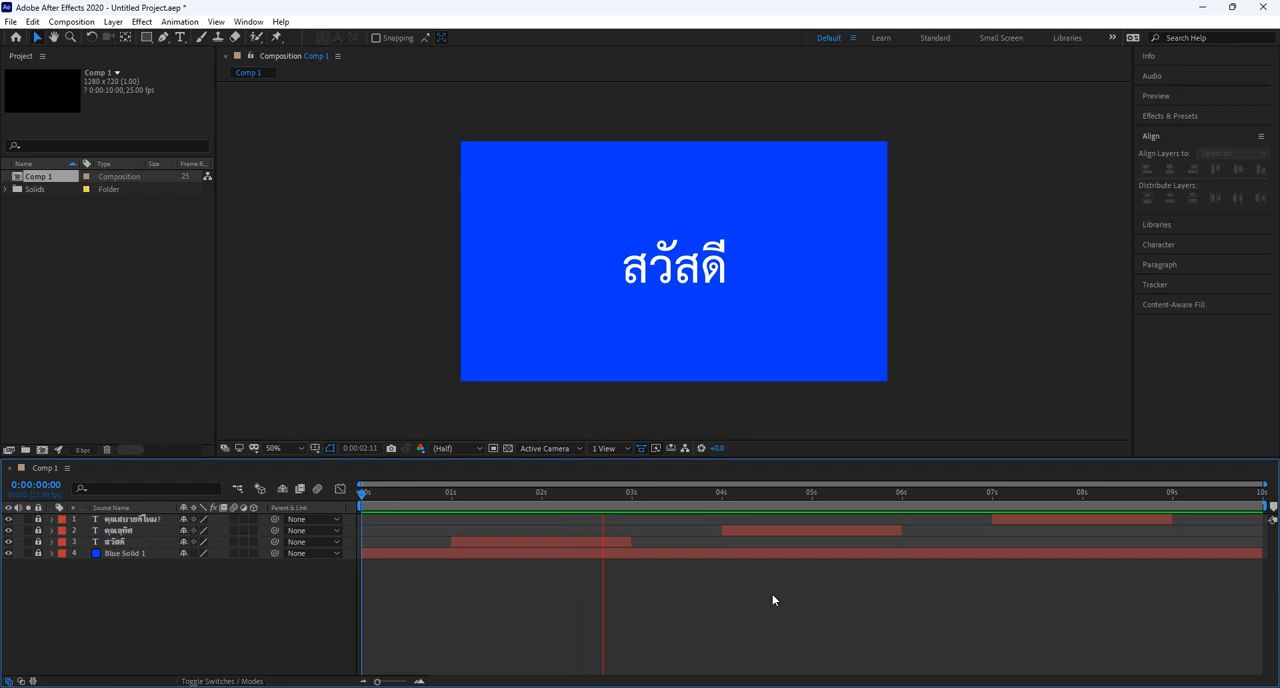 Adobe After Effects 2020 - Untitled Project.aep *
File Edit Composition Animation Layer Effect View Window Help
Snapping
Default Learn Standard Small Screen Libraries
Search Help
Project
Comp 1
1280 x 720 (1.00)
? 0:00:10:00, 25.00 fps
Name Type Size Frame R...
Comp 1 Composition 25
Solids Folder
8 bpc
Composition Comp 1
Comp 1
สวัสดี
50% 0:00:02:11 (Half) Active Camera 1 View +0.0
Info
Audio
Preview
Effects & Presets
Align
Align Layers to: Selection
Distribute Layers:
Libraries
Character
Paragraph
Tracker
Content-Aware Fill
Comp 1
0:00:00:00
00000 (25.00 fps)
:00s 01s 02s 03s 04s 05s 06s 07s 08s 09s 10s
# Source Name Parent & Link
1 T คุณสบายดีไหม? None
2 T None
3 T สวัสดี None
4 Blue Solid 1 None
Toggle Switches / Modes